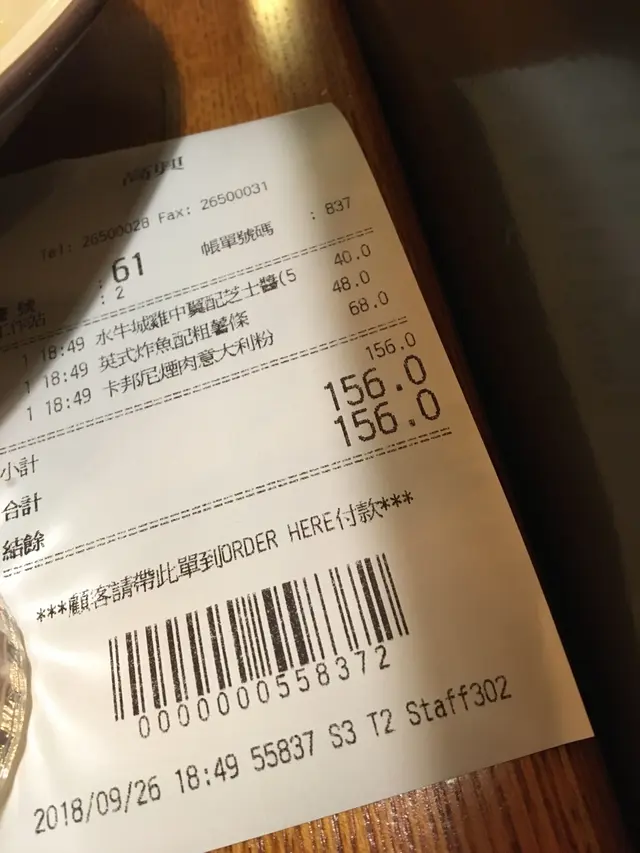 Tel: 26500028 Fax: 26500031
: 61 帳單號碼 : 837
工作站 : 2
1 18:49 水牛城雞中翼配芝士醬(5 40.0
1 18:49 英式炸魚配粗薯條 48.0
1 18:49 卡邦尼煙肉意大利粉 68.0
小計 156.0
合計 156.0
結餘 156.0
***顧客請帶此單到ORDER HERE付款***
0000000558372
2018/09/26 18:49 55837 S3 T2 Staff302